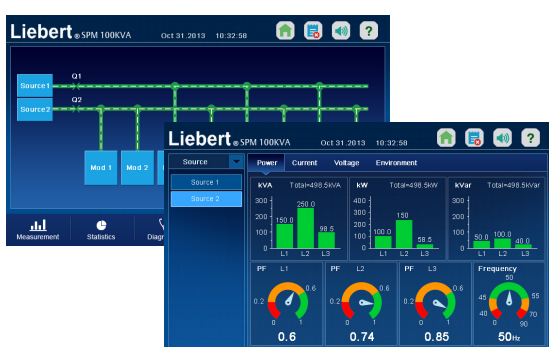 Liebert® SPM 100KVA Oct 31.2013 10:32:58 ?
Source1 Q1
Source2 Q2
Mod 1 Mod 2
Measurement Statistics
Liebert® SPM 100KVA Oct 31.2013 10:32:58 ?
Source Power Current Voltage Environment
Source 1
Source 2
kVA Total=498.5kVA
300
200
100
0
150.0 250.0 98.5
L1 L2 L3
kW Total=498.5kW
400
300
200
100
0
100.0 150 58.5
L1 L2 L3
kVar Total=498.5kVar
300
200
100
0
50.0 100.0 40.0
L1 L2 L3
PF L1
0.2 0.6
0 1
0.6
PF L2
0.2 0.6
0 1
0.74
PF L3
0.2 0.6
0 1
0.85
Frequency
50
45 55
40 70
0 90
50Hz